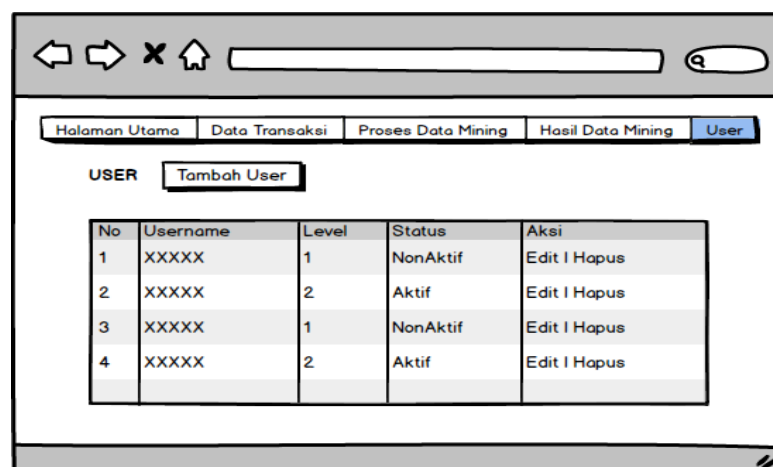 Halaman Utama Data Transaksi Proses Data Mining Hasil Data Mining User
USER Tambah User
No Username Level Status Aksi
1 XXXXX 1 NonAktif Edit I Hapus
2 XXXXX 2 Aktif Edit I Hapus
3 XXXXX 1 NonAktif Edit I Hapus
4 XXXXX 2 Aktif Edit I Hapus